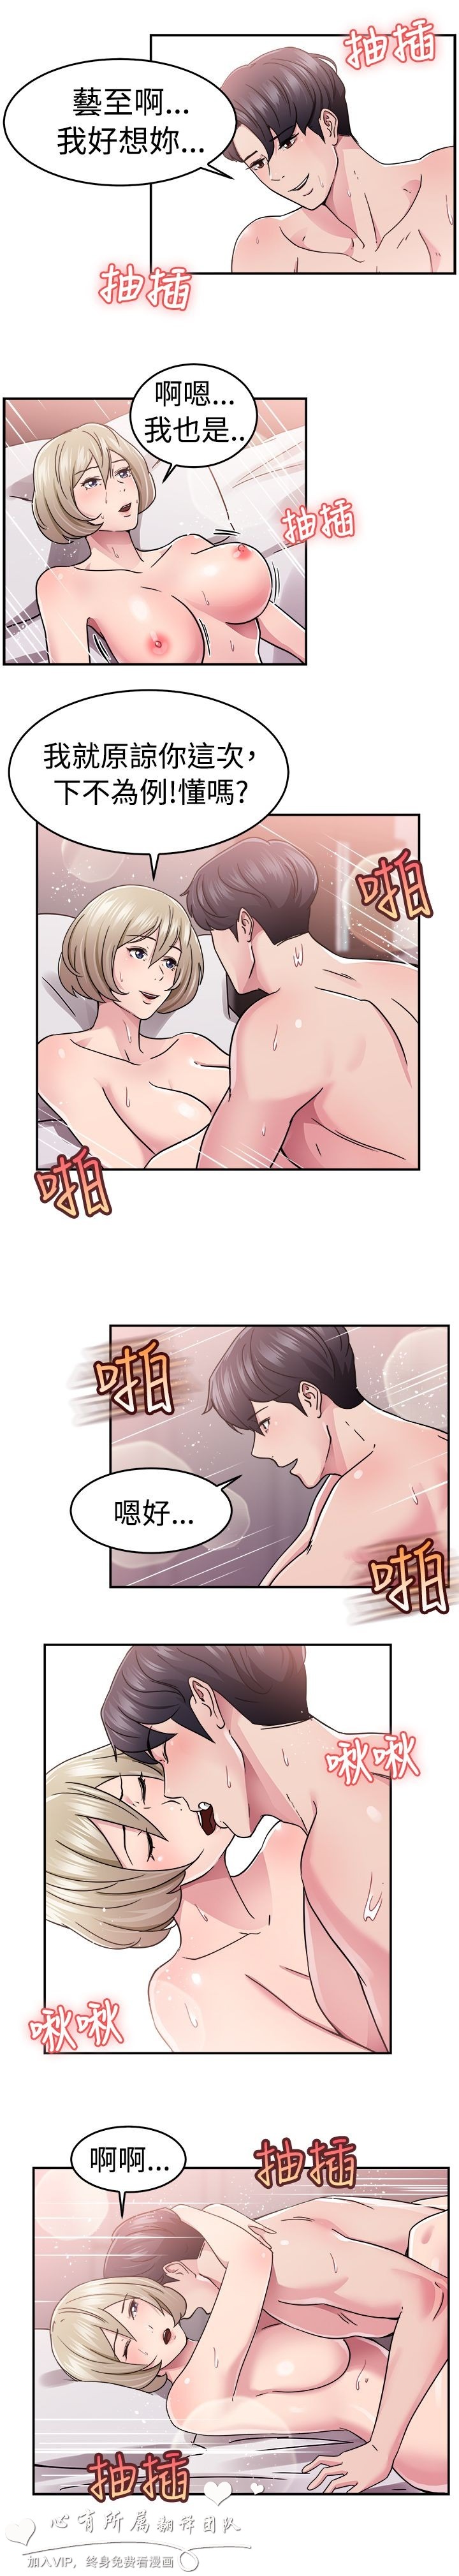 抽插
藝至啊…
我好想妳…
抽插
啊嗯…
我也是..
抽插
我就原諒你這次，
下不為例!懂嗎?
啪
啪
啪
嗯好…
啪
啾啾
啾啾
啊啊…
抽插
抽插
心有所属翻译团队
加入VIP，终身免费看漫画